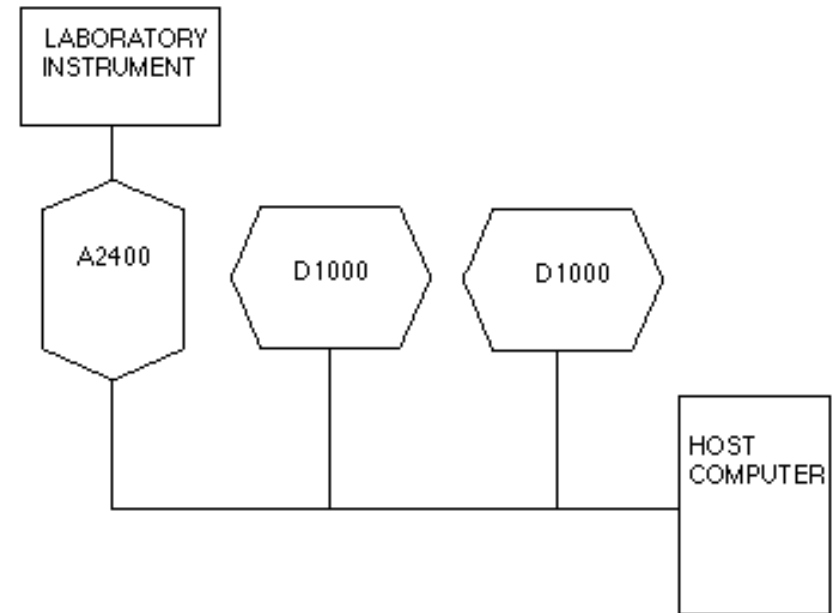 LABORATORY
INSTRUMENT
A2400
D1000
D1000
HOST
COMPUTER